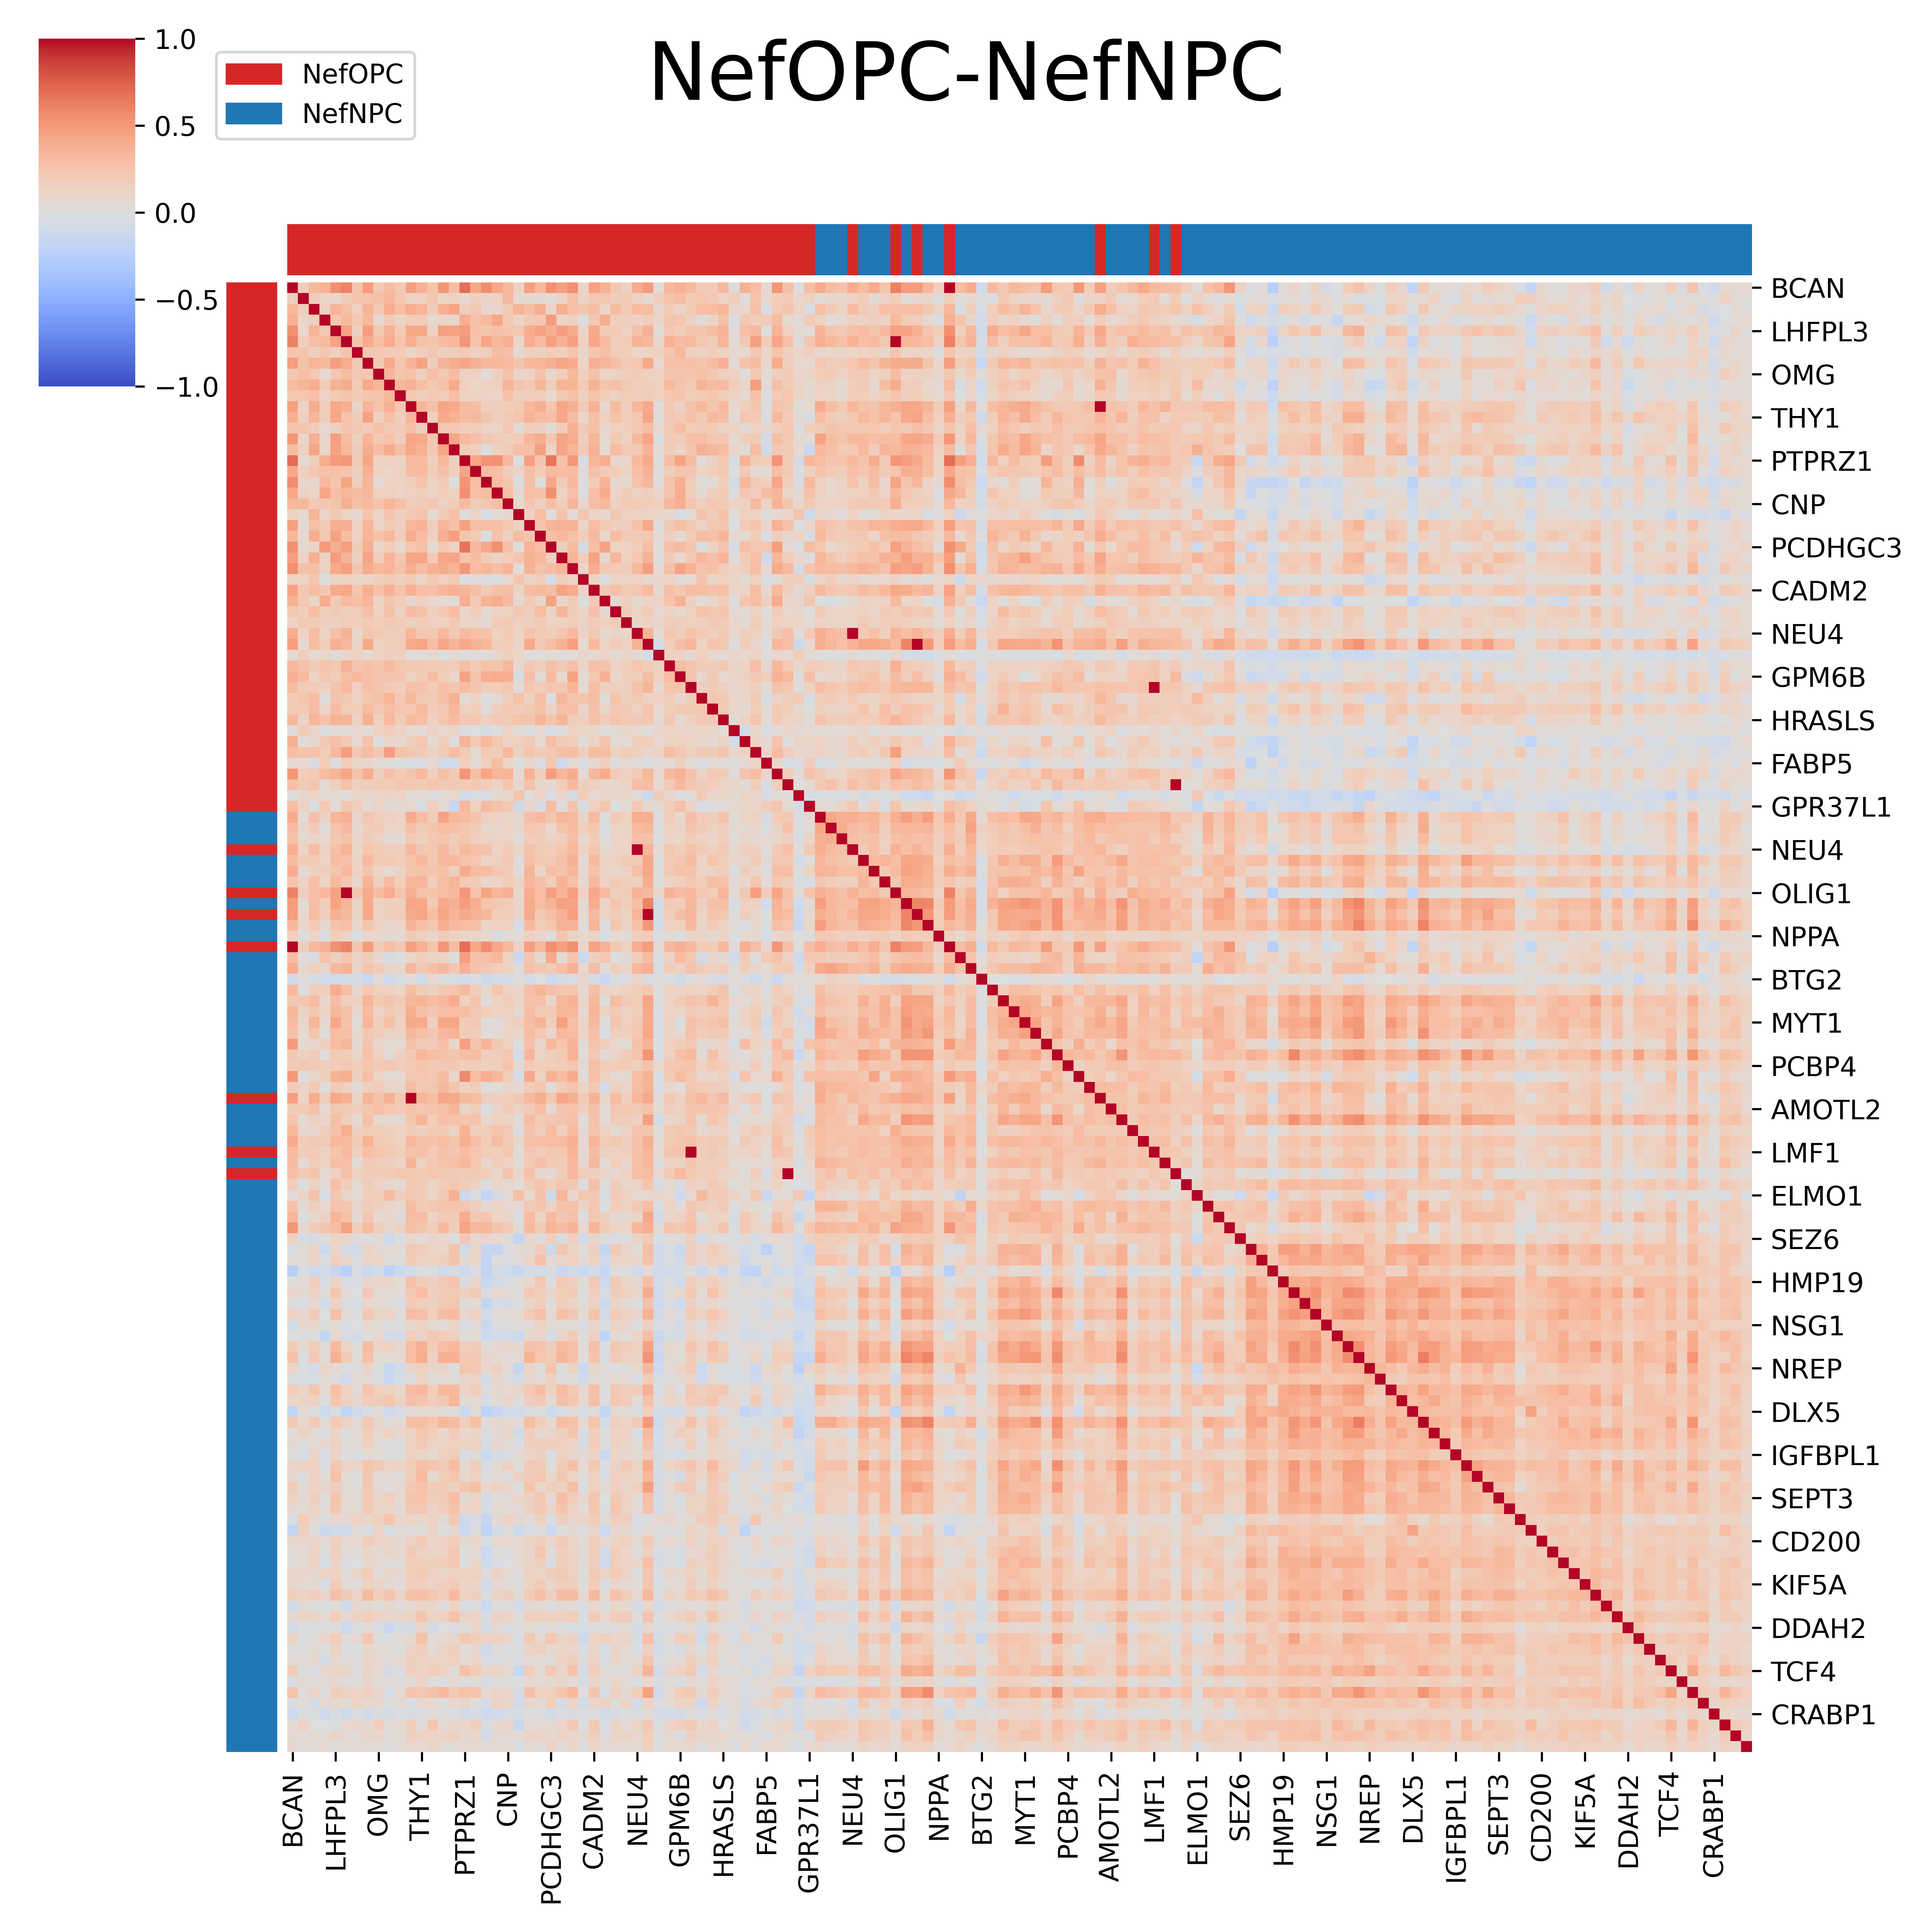 NefOPC-NefNPC
1.0
0.5
0.0
−0.5
−1.0
NefOPC
NefNPC
BCAN
LHFPL3
OMG
THY1
PTPRZ1
CNP
PCDHGC3
CADM2
NEU4
GPM6B
HRASLS
FABP5
GPR37L1
NEU4
OLIG1
NPPA
BTG2
MYT1
PCBP4
AMOTL2
LMF1
ELMO1
SEZ6
HMP19
NSG1
NREP
DLX5
IGFBPL1
SEPT3
CD200
KIF5A
DDAH2
TCF4
CRABP1
BCAN
LHFPL3
OMG
THY1
PTPRZ1
CNP
PCDHGC3
CADM2
NEU4
GPM6B
HRASLS
FABP5
GPR37L1
NEU4
OLIG1
NPPA
BTG2
MYT1
PCBP4
AMOTL2
LMF1
ELMO1
SEZ6
HMP19
NSG1
NREP
DLX5
IGFBPL1
SEPT3
CD200
KIF5A
DDAH2
TCF4
CRABP1